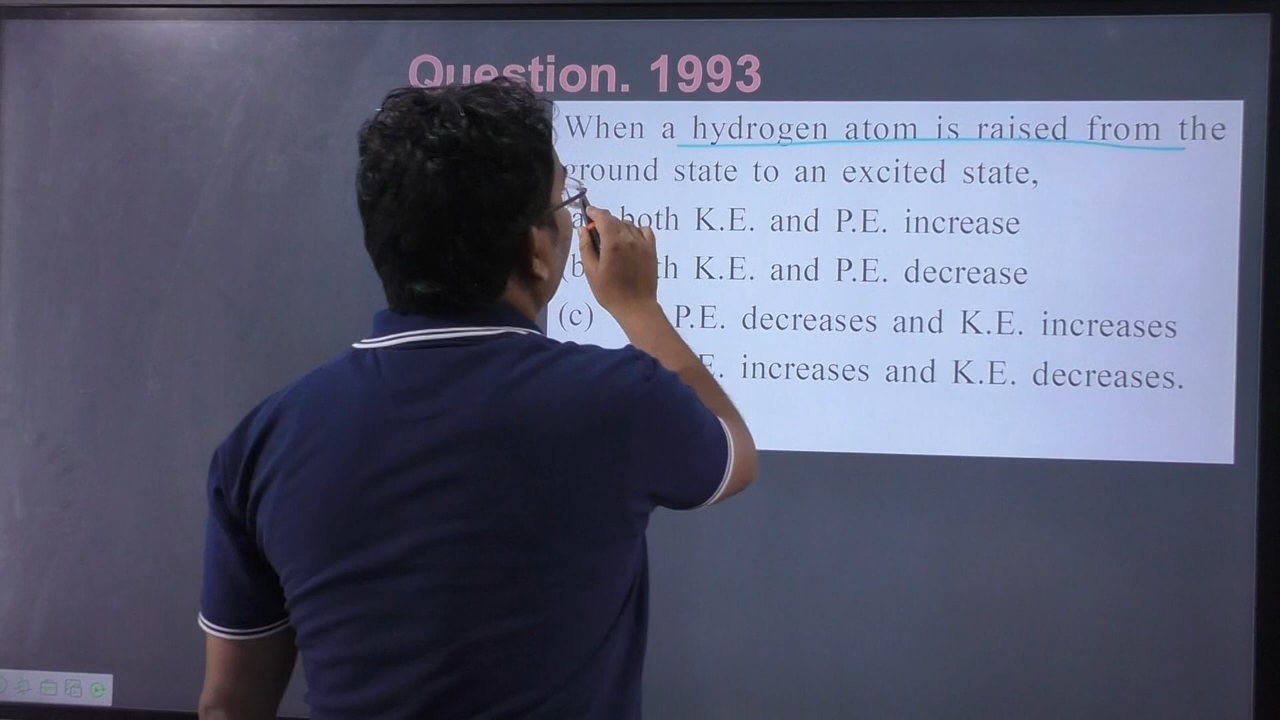 Question. 1993
When a hydrogen atom is raised from the
ground state to an excited state,
both K.E. and P.E. increase
K.E. and P.E. decrease
(c) P.E. decreases and K.E. increases
increases and K.E. decreases.